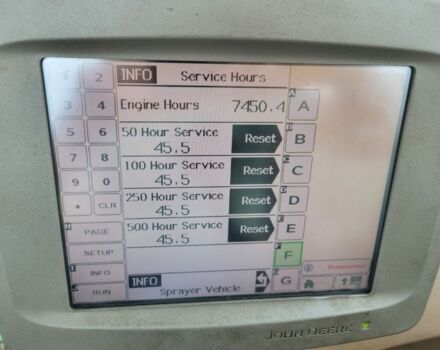 1 2 INFO Service Hours
3 4 Engine Hours 7450.4 A
5 6 50 Hour Service Reset B
45.5
7 8 100 Hour Service Reset C
45.5
9 0 250 Hour Service Reset D
45.5
. CLR 500 Hour Service Reset E
45.5
PAGE
SETUP F
INFO INFO G
RUN Sprayer Vehicle
JOHN DEERE